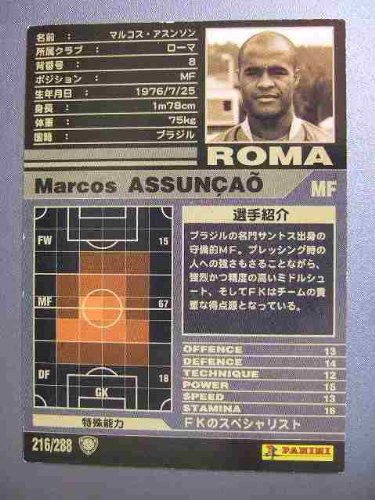 名前 : マルコス・アスンソン
所属クラブ : ローマ
背番号 : 8
ポジション : MF
生年月日 : 1976/7/25
身長 : 1m78cm
体重 : 75kg
国籍 : ブラジル
ROMA
Marcos ASSUNÇAÕ MF
FW 15
MF 67
DF 18
GK
選手紹介
ブラジルの名門サントス出身の
守備的MF。プレッシング時の
人への強さもさることながら、
強烈かつ精度の高いミドルシュ
ート、そしてFKはチームの貴
重な得点源となっている。
OFFENCE 13
DEFENCE 14
TECHNIQUE 12
POWER 15
SPEED 13
STAMINA 16
特殊能力 FKのスペシャリスト
216/288
PANINI